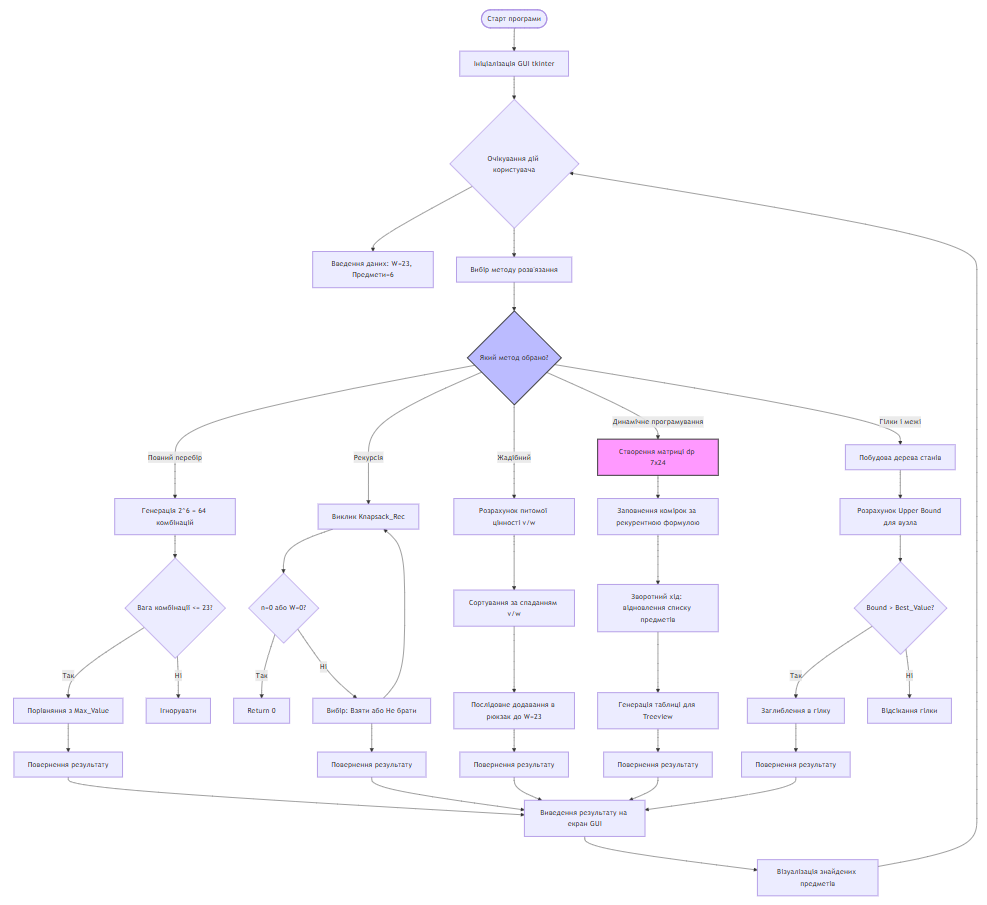 Старт програми
Ініціалізація GUI tkinter
Очікування дій
користувача
Введення даних: W=23,
Предмети=6
Вибір методу розв'язання
Який метод обрано?
Динамічне програмування
Гілки і межі
Повний перебір
Рекурсія
Жадібний
Створення матриці dp
7x24
Побудова дерева станів
Генерація 2^6 = 64
комбінацій
Виклик Knapsack_Rec
Розрахунок питомої
цінності v/w
Заповнення комірок за
рекурентною формулою
Розрахунок Upper Bound
для вузла
Вага комбінації <= 23?
n=0 або W=0?
Сортування за спаданням
v/w
Зворотний хід:
відновлення списку
предметів
Bound > Best_Value?
Так
Ні
Так
Ні
Так
Ні
Порівняння з Max_Value
Ігнорувати
Return 0
Вибір: Взяти або Не брати
Послідовне додавання в
рюкзак до W=23
Генерація таблиці для
Treeview
Заглиблення в гілку
Відсікання гілки
Повернення результату
Повернення результату
Повернення результату
Повернення результату
Повернення результату
Виведення результату на
екран GUI
Візуалізація знайдених
предметів